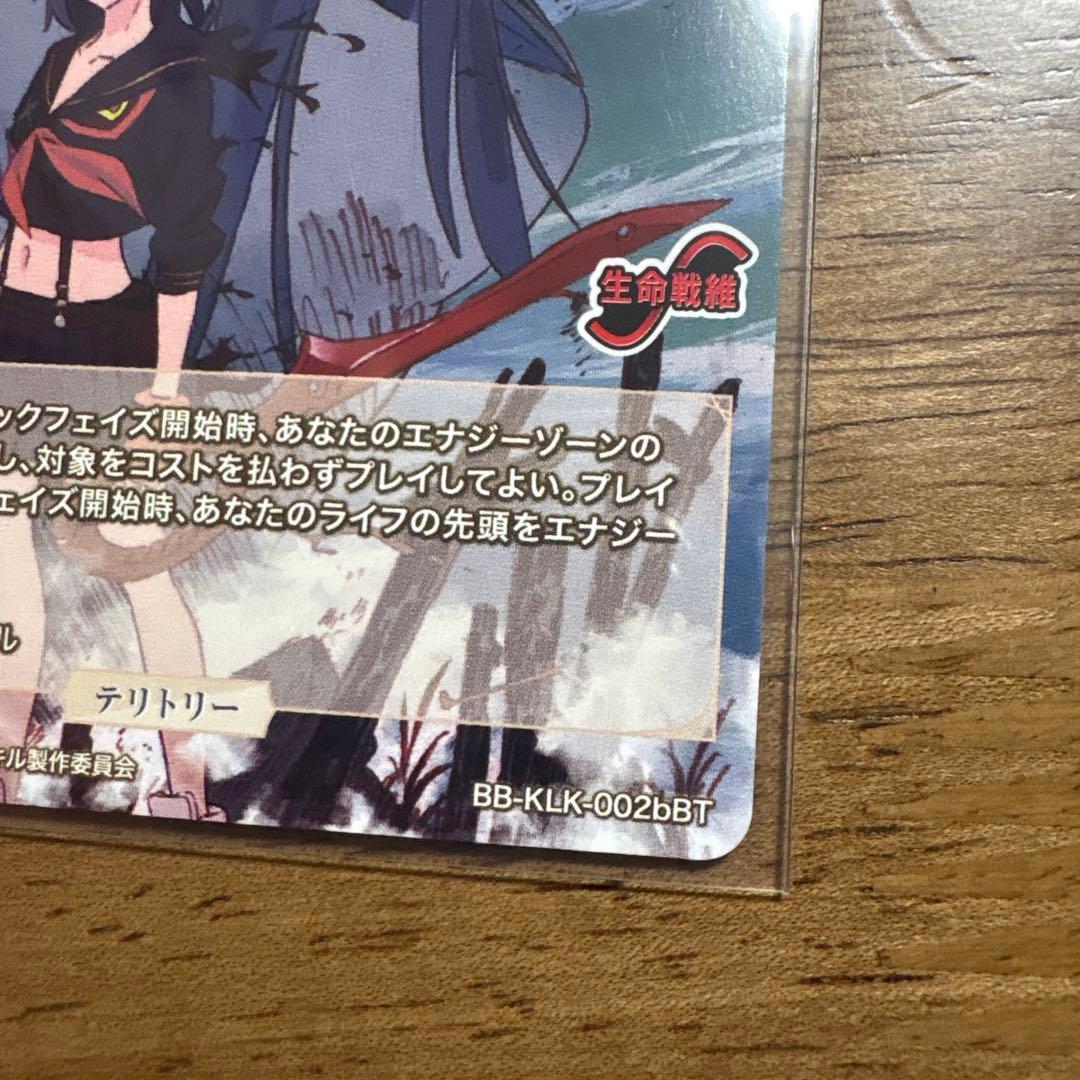 生命戦維
ックフェイズ開始時、あなたのエナジーゾーンの
し、対象をコストを払わずプレイしてよい。プレイ
ェイズ開始時、あなたのライフの先頭をエナジー
ル
テリトリー
キル製作委員会
BB-KLK-002bBT